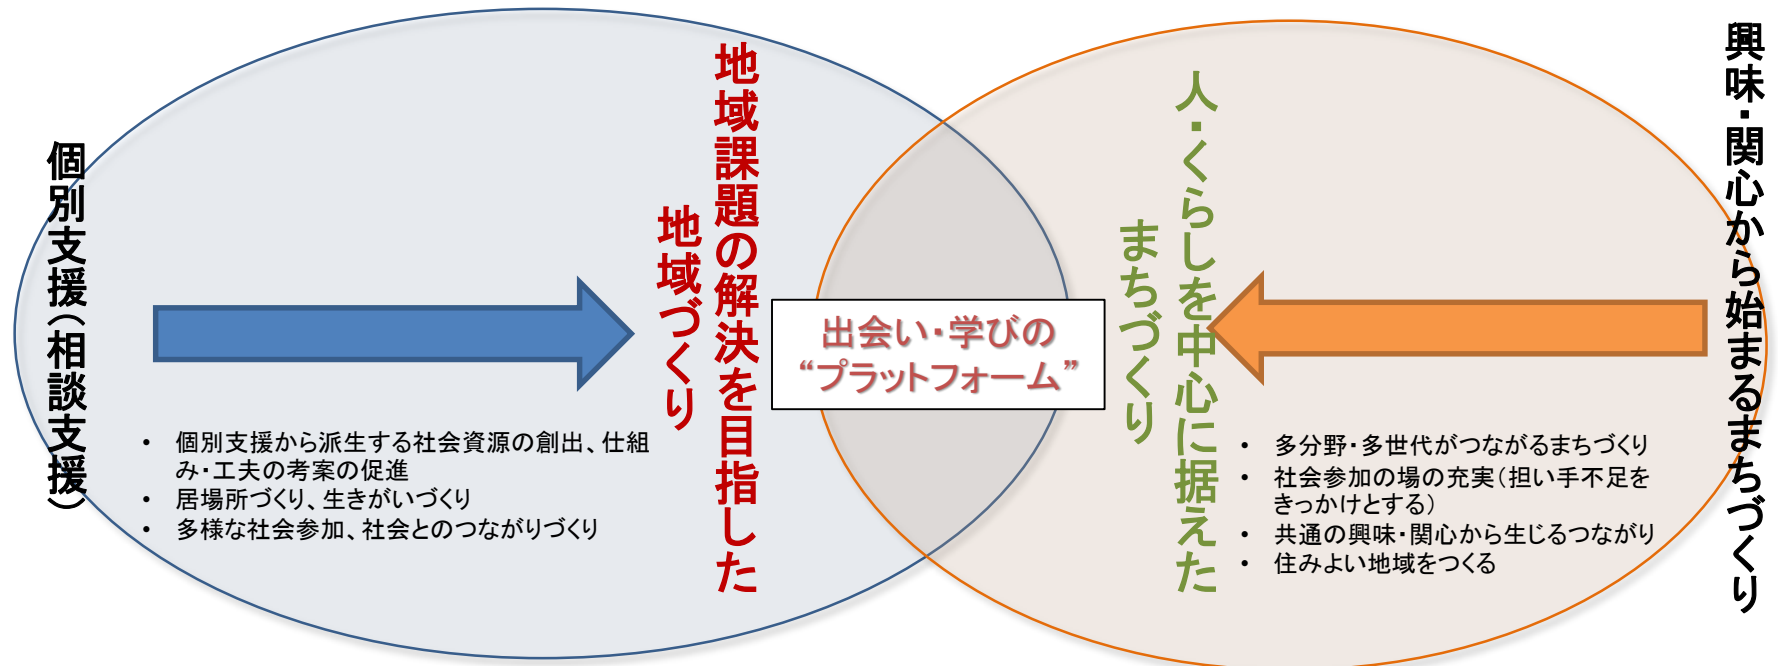 個別支援（相談支援）
地域課題の解決を目指した
地域づくり
• 個別支援から派生する社会資源の創出、仕組
み・工夫の考案の促進
• 居場所づくり、生きがいづくり
• 多様な社会参加、社会とのつながりづくり
出会い・学びの
“プラットフォーム”
人・くらしを中心に据えた
まちづくり
• 多分野・多世代がつながるまちづくり
• 社会参加の場の充実（担い手不足を
きっかけとする）
• 共通の興味・関心から生じるつながり
• 住みよい地域をつくる
興味・関心から始まるまちづくり